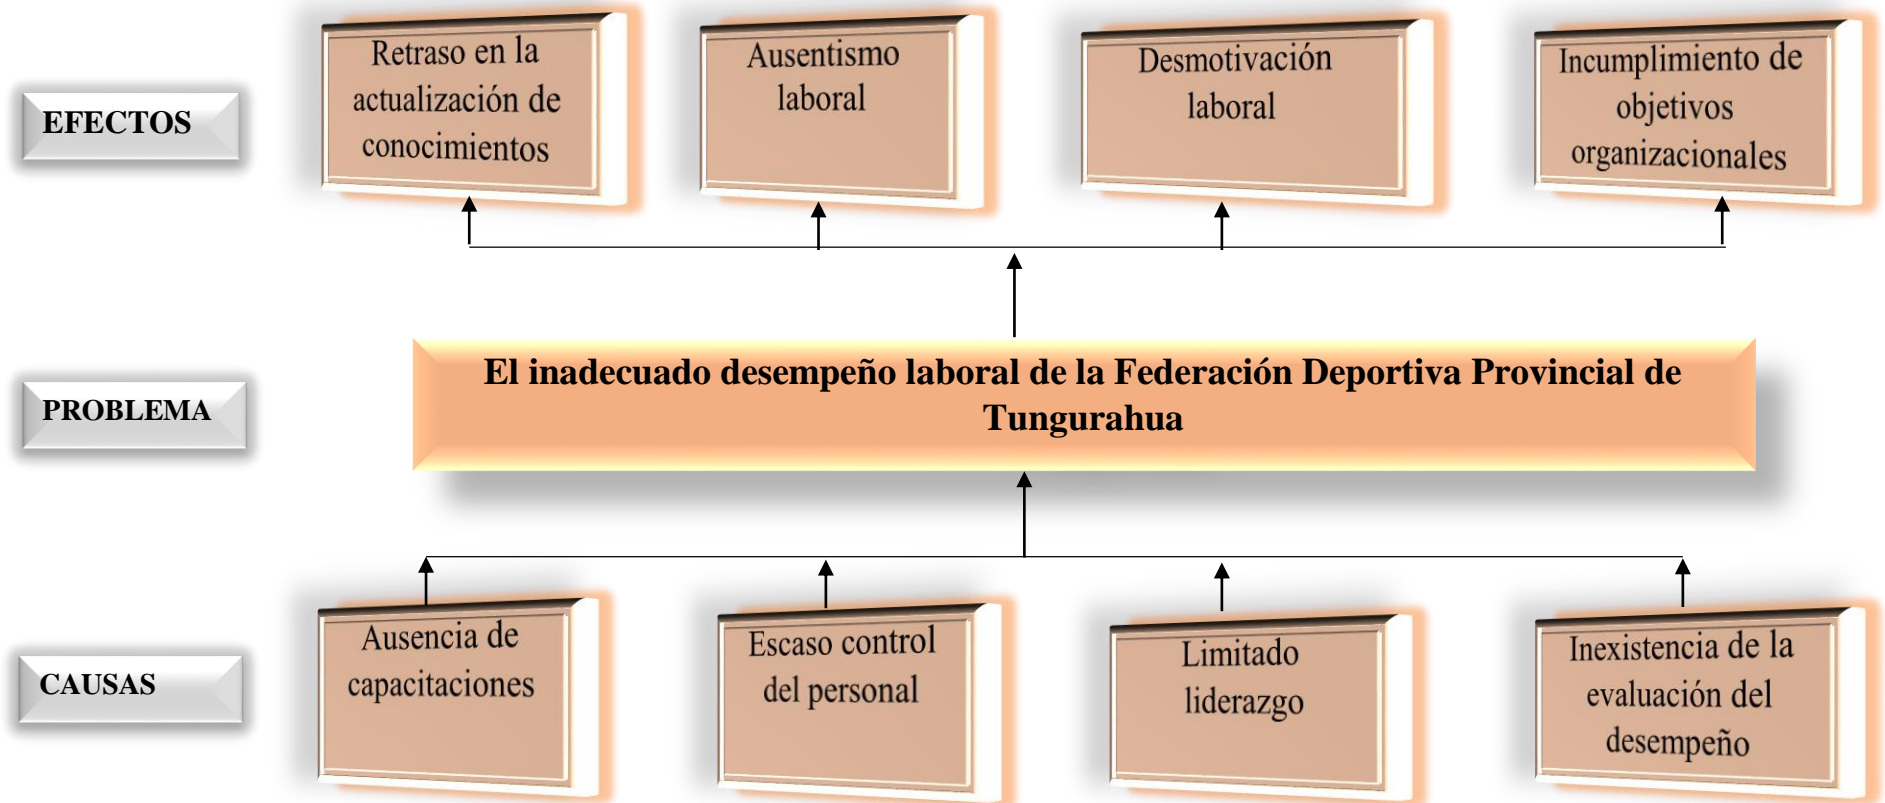 EFECTOS
Retraso en la
actualización de
conocimientos
Ausentismo
laboral
Desmotivación
laboral
Incumplimiento de
objetivos
organizacionales
PROBLEMA
El inadecuado desempeño laboral de la Federación Deportiva Provincial de
Tungurahua
CAUSAS
Ausencia de
capacitaciones
Escaso control
del personal
Limitado
liderazgo
Inexistencia de la
evaluación del
desempeño